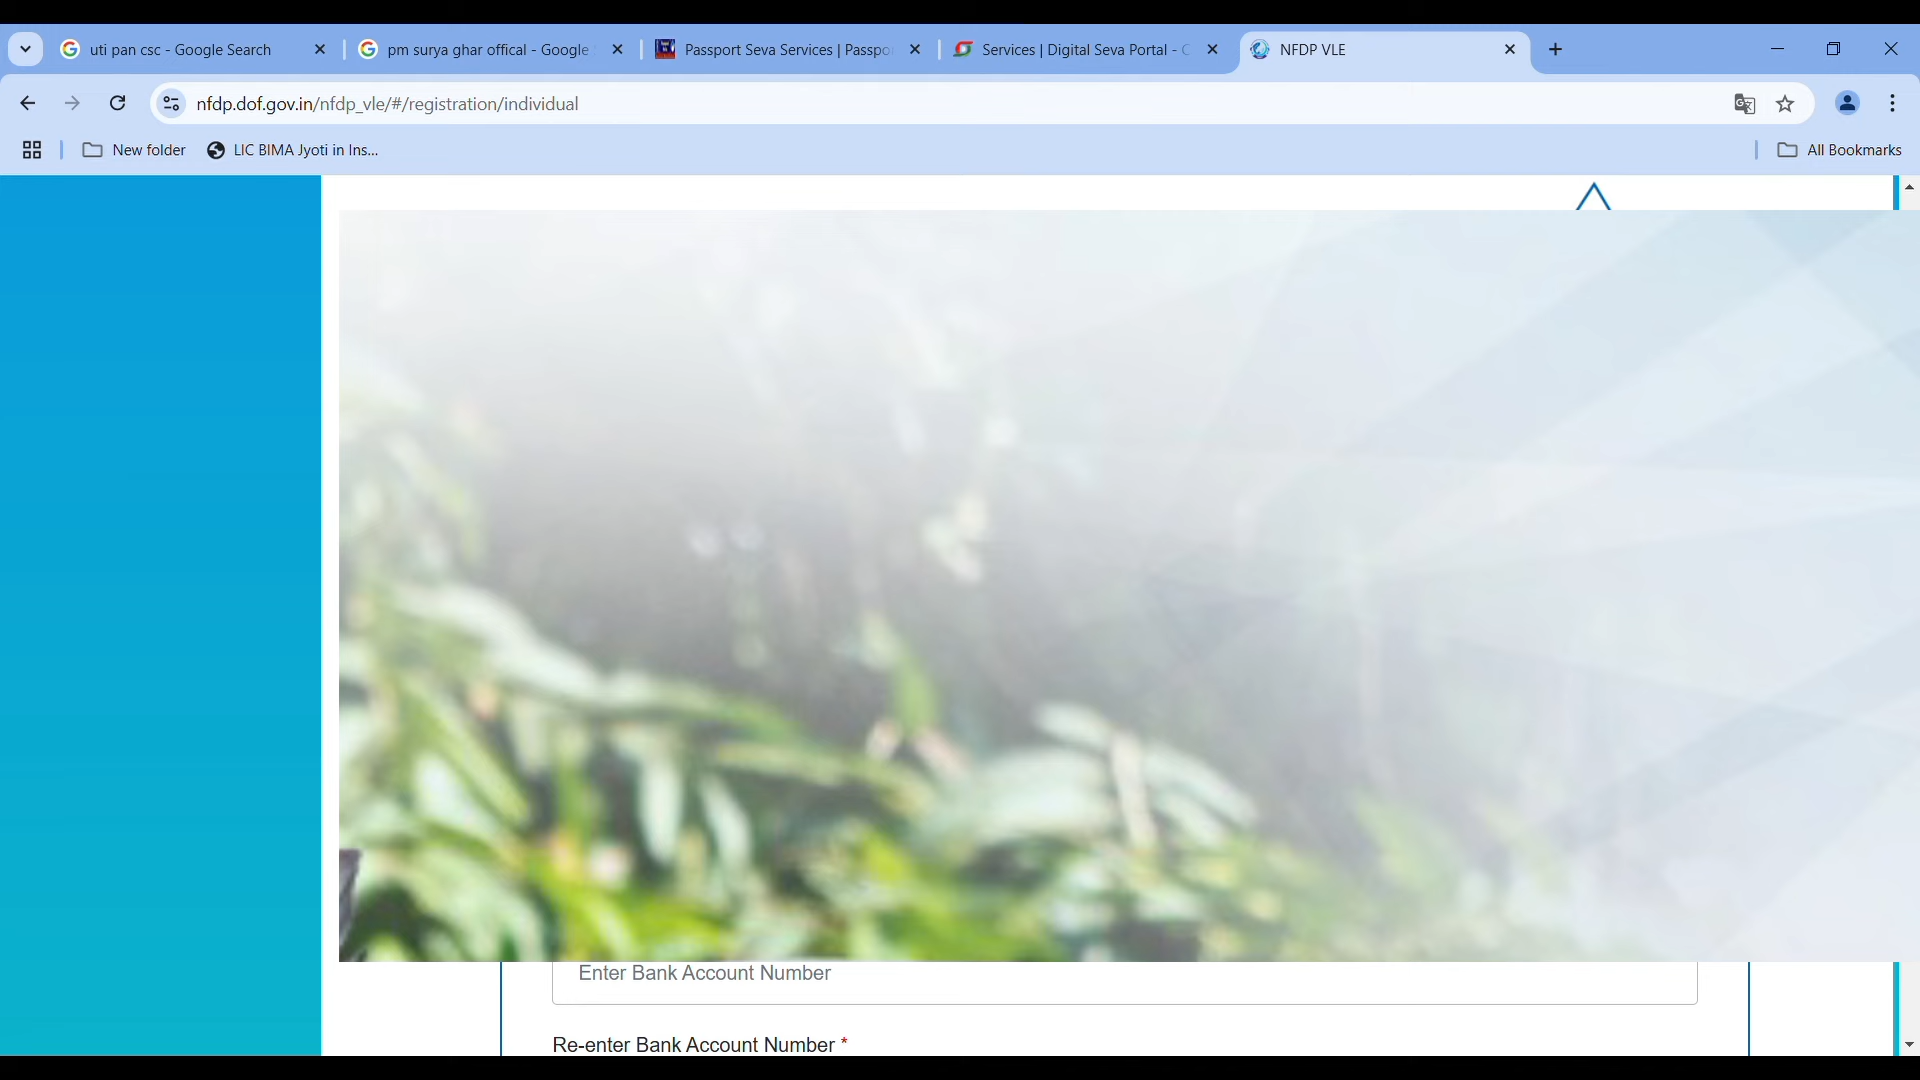 uti pan csc - Google Search
pm surya ghar offical - Google
Passport Seva Services | Passpo
Services | Digital Seva Portal - C
NFDP VLE
nfdp.dof.gov.in/nfdp_vle/#/registration/individual
New folder
LIC BIMA Jyoti in Ins...
All Bookmarks
Enter Bank Account Number
Re-enter Bank Account Number *